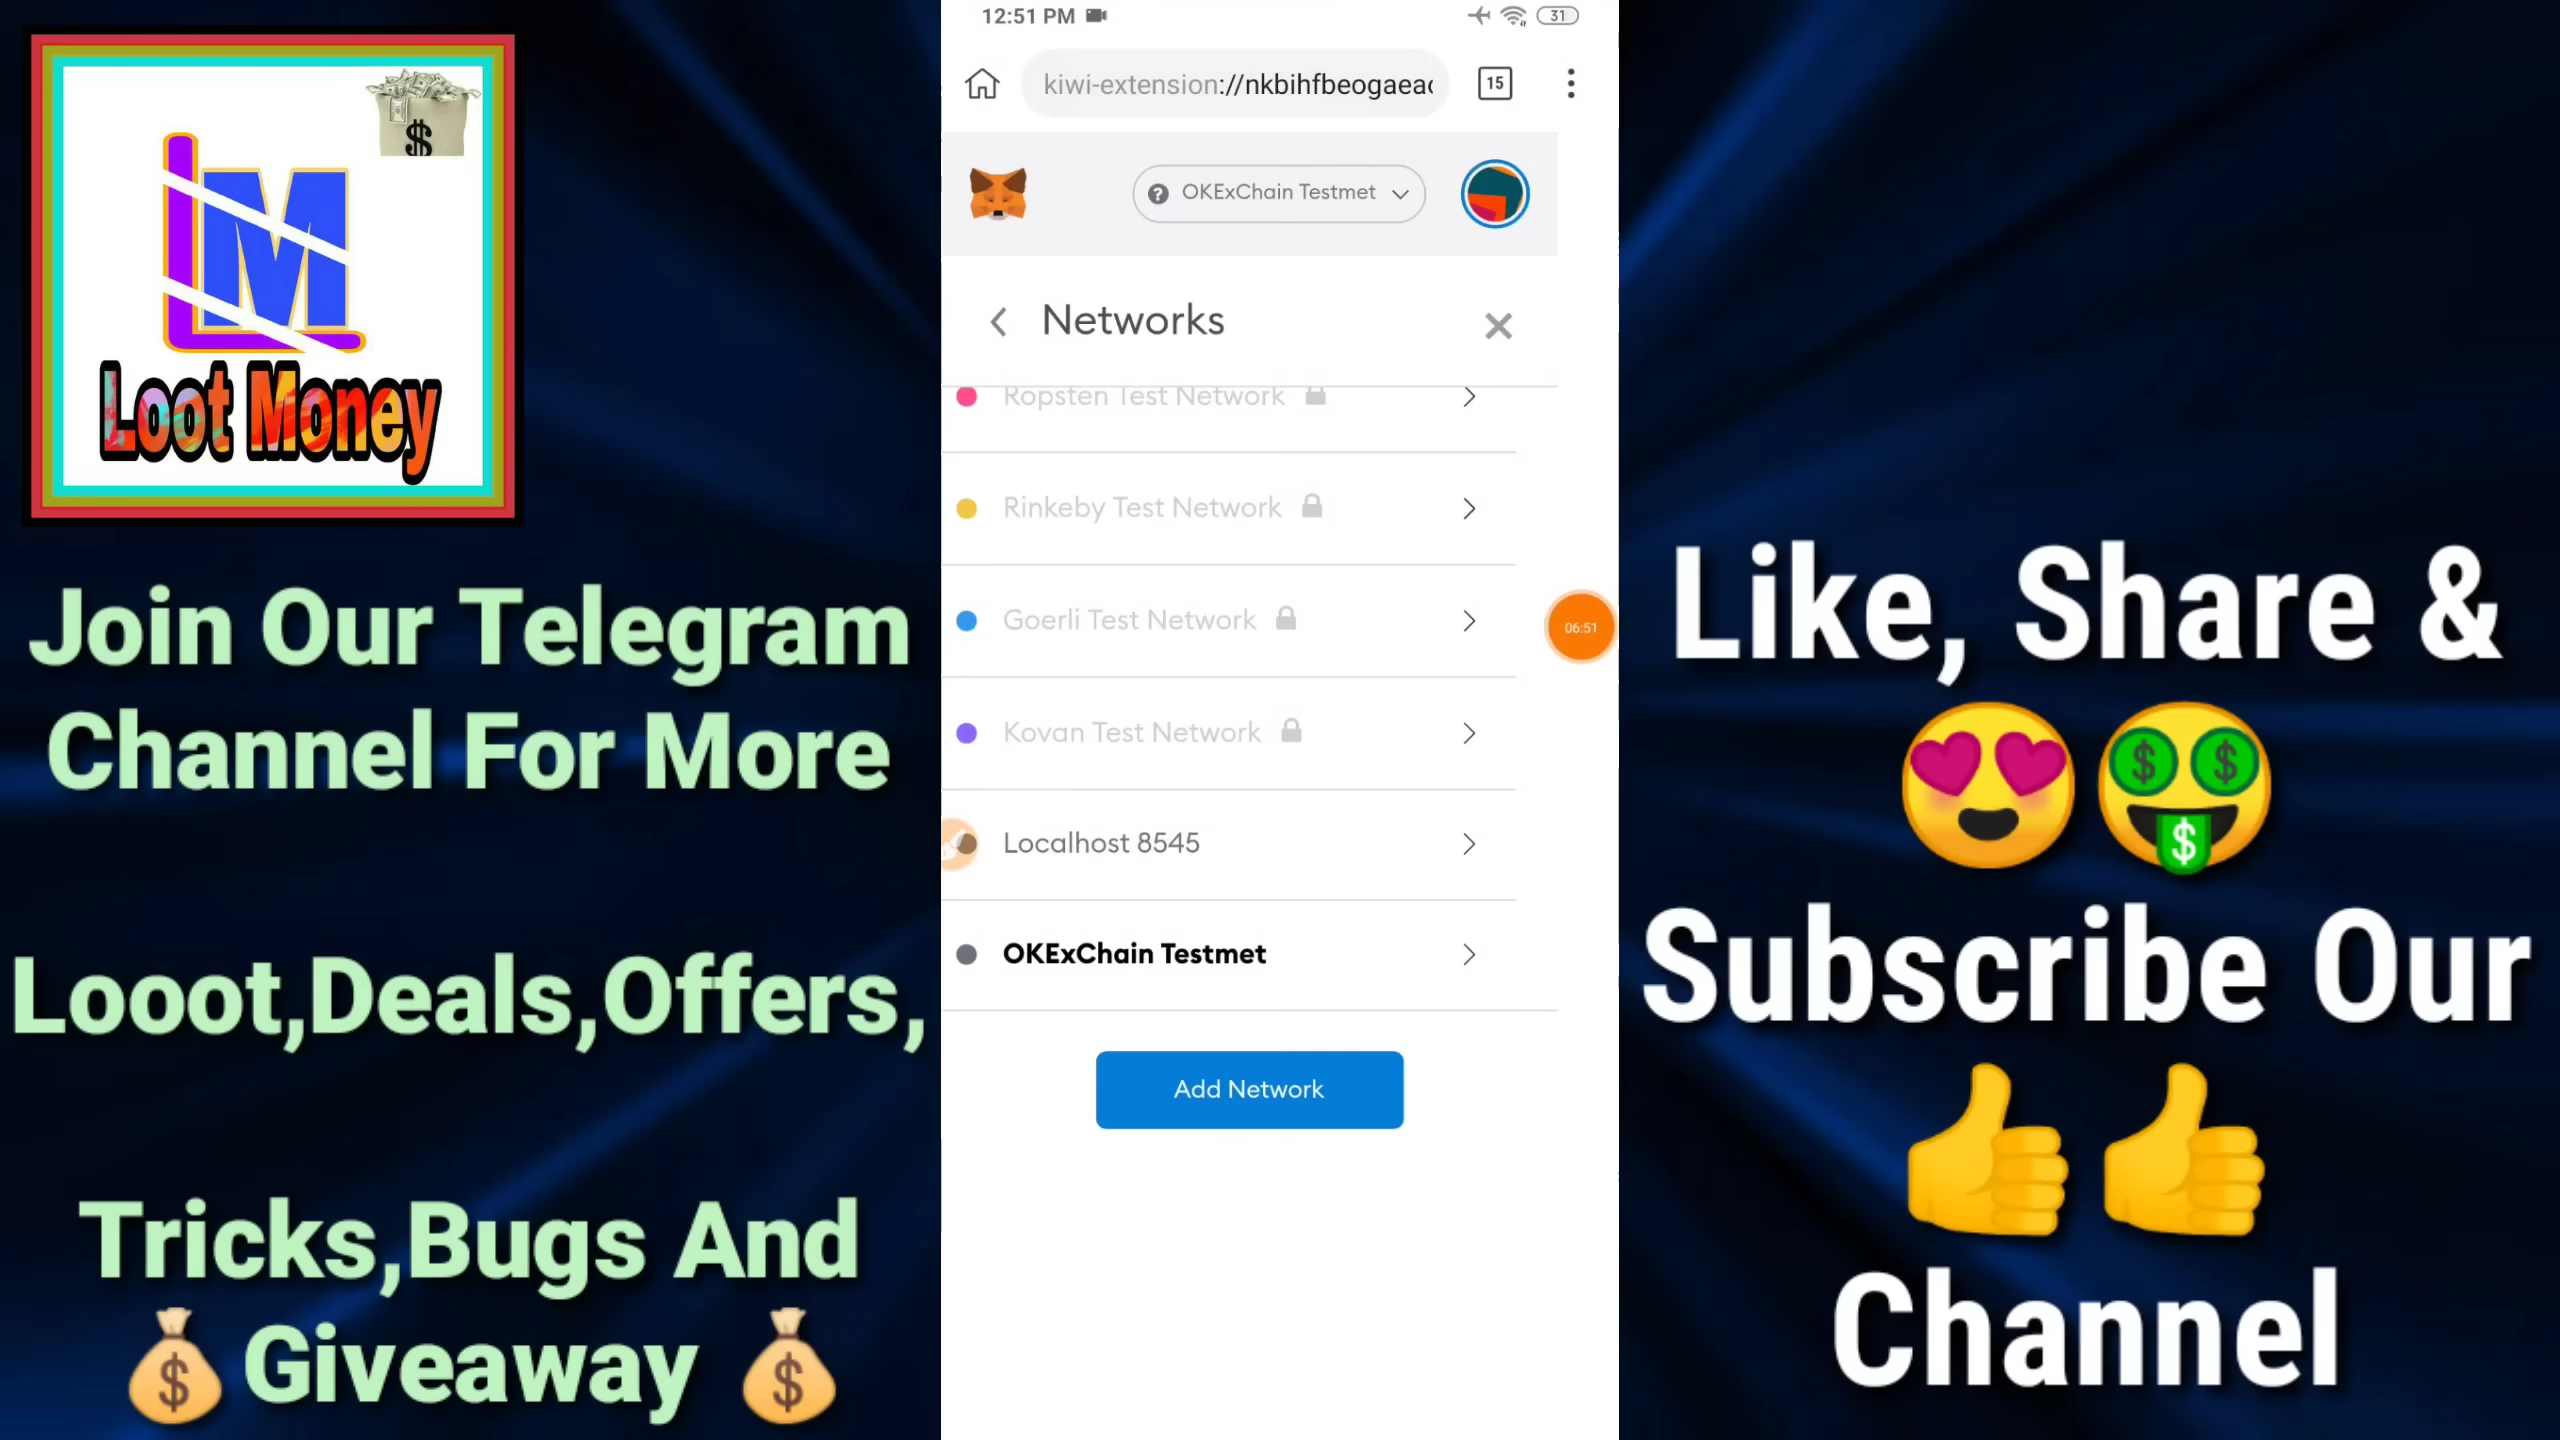 LM
$
Loot Money
Join Our Telegram
Channel For More
Looot,Deals,Offers,
Tricks,Bugs And
$ Giveaway $
12:51 PM
31
kiwi-extension://nkbihfbeogaeac
15
OKExChain Testmet
Networks
Ropsten Test Network
Rinkeby Test Network
Goerli Test Network
Kovan Test Network
Localhost 8545
OKExChain Testmet
Add Network
06:51
Like, Share &
Subscribe Our
Channel